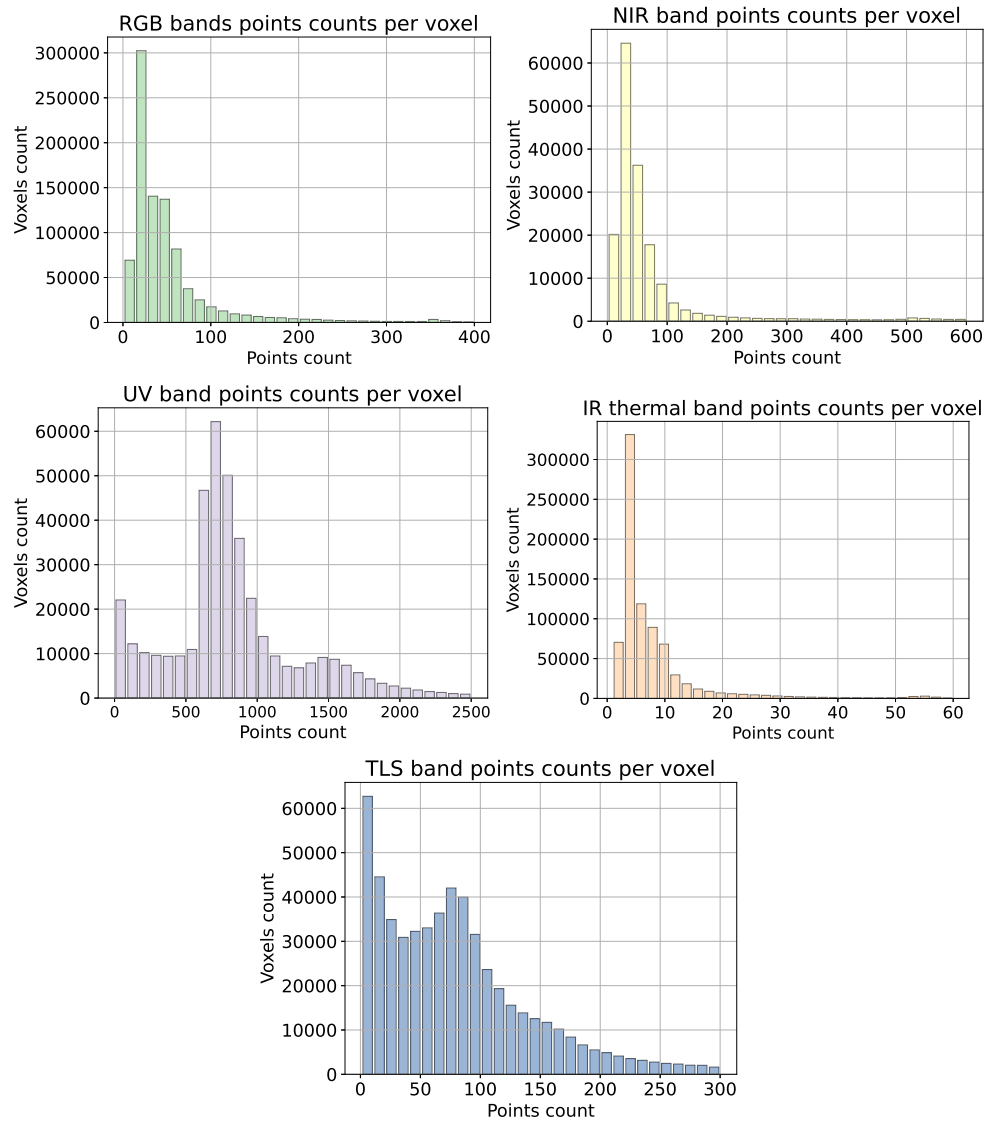 RGB bands points counts per voxel
300000
250000
200000
150000
100000
50000
0
Voxels count
0 100 200 300 400
Points count
NIR band points counts per voxel
60000
50000
40000
30000
20000
10000
0
Voxels count
0 100 200 300 400 500 600
Points count
UV band points counts per voxel
60000
50000
40000
30000
20000
10000
0
Voxels count
0 500 1000 1500 2000 2500
Points count
IR thermal band points counts per voxel
300000
250000
200000
150000
100000
50000
0
Voxels count
0 10 20 30 40 50 60
Points count
TLS band points counts per voxel
60000
50000
40000
30000
20000
10000
0
Voxels count
0 50 100 150 200 250 300
Points count